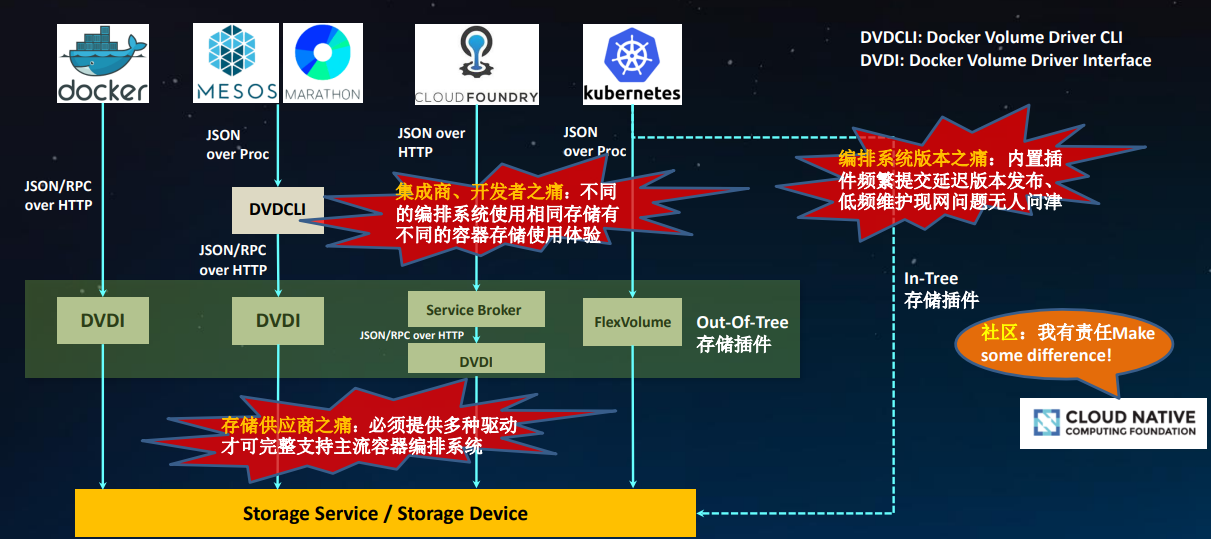 docker
MESOS
MARATHON
CLOUDFOUNDRY
kubernetes
DVDCLI: Docker Volume Driver CLI
DVDI: Docker Volume Driver Interface
JSON/RPC
over HTTP
JSON
over Proc
DVDCLI
JSON/RPC
over HTTP
JSON over
HTTP
JSON
over Proc
集成商、开发者之痛：不同
的编排系统使用相同存储有
不同的容器存储使用体验
编排系统版本之痛：内置插
件频繁提交延迟版本发布、
低频维护现网问题无人问津
DVDI
DVDI
Service Broker
JSON/RPC over HTTP
DVDI
FlexVolume
Out-Of-Tree
存储插件
In-Tree
存储插件
社区：我有责任Make
some difference!
CLOUD NATIVE
COMPUTING FOUNDATION
存储供应商之痛：必须提供多种驱动
才可完整支持主流容器编排系统
Storage Service / Storage Device